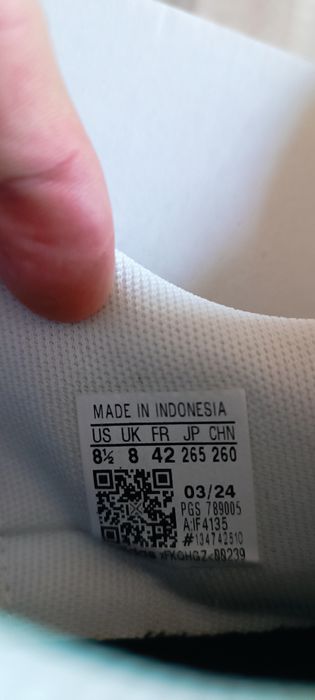 MADE IN INDONESIA
US UK FR JP CHN
8½ 8 42 265 260
03/24
PGS 789005
A:IF4135
#134742510